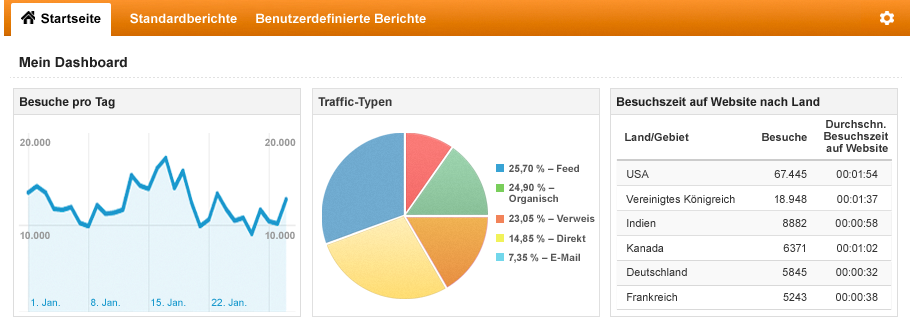 Startseite Standardberichte Benutzerdefinierte Berichte
Mein Dashboard
Besuche pro Tag
20.000 20.000
10.000 10.000
1. Jan. 8. Jan. 15. Jan. 22. Jan.
Traffic-Typen
25,70 % – Feed
24,90 % –
Organisch
23,05 % – Verweis
14,85 % – Direkt
7,35 % – E-Mail
Besuchszeit auf Website nach Land
Land/Gebiet Besuche Durchschn.
Besuchszeit
auf Website
USA 67.445 00:01:54
Vereinigtes Königreich 18.948 00:01:37
Indien 8882 00:00:58
Kanada 6371 00:01:02
Deutschland 5845 00:00:32
Frankreich 5243 00:00:38